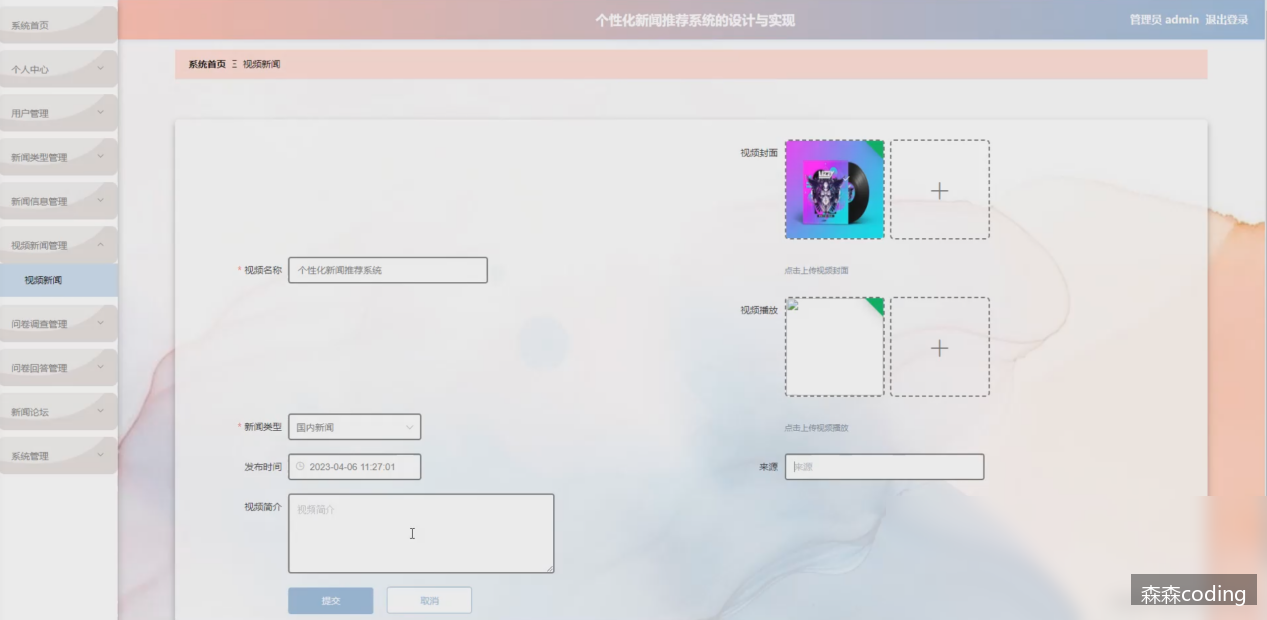 个性化新闻推荐系统的设计与实现
管理员 admin 退出登录
系统首页
个人中心
用户管理
新闻类型管理
新闻信息管理
视频新闻管理
视频新闻
问卷调查管理
问卷回答管理
新闻论坛
系统管理
系统首页 Ξ 视频新闻
视频封面
* 视频名称 个性化新闻推荐系统
点击上传视频封面
视频播放
* 新闻类型 国内新闻
点击上传视频播放
发布时间 2023-04-06 11:27:01
来源 来源
视频简介 视频简介
提交 取消
森森coding